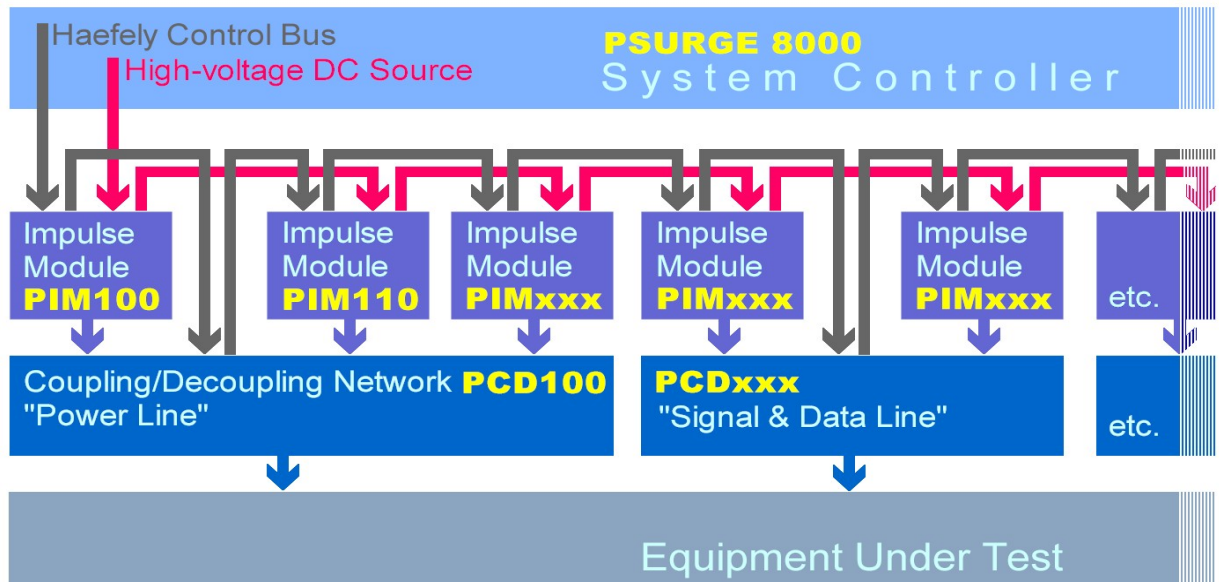 Haefely Control Bus
High-voltage DC Source
PSURGE 8000
System Controller
Impulse
Module
PIM100
Impulse
Module
PIM110
Impulse
Module
PIMxxx
Impulse
Module
PIMxxx
Impulse
Module
PIMxxx
etc.
Coupling/Decoupling Network PCD100
"Power Line"
PCDxxx
"Signal & Data Line"
etc.
Equipment Under Test